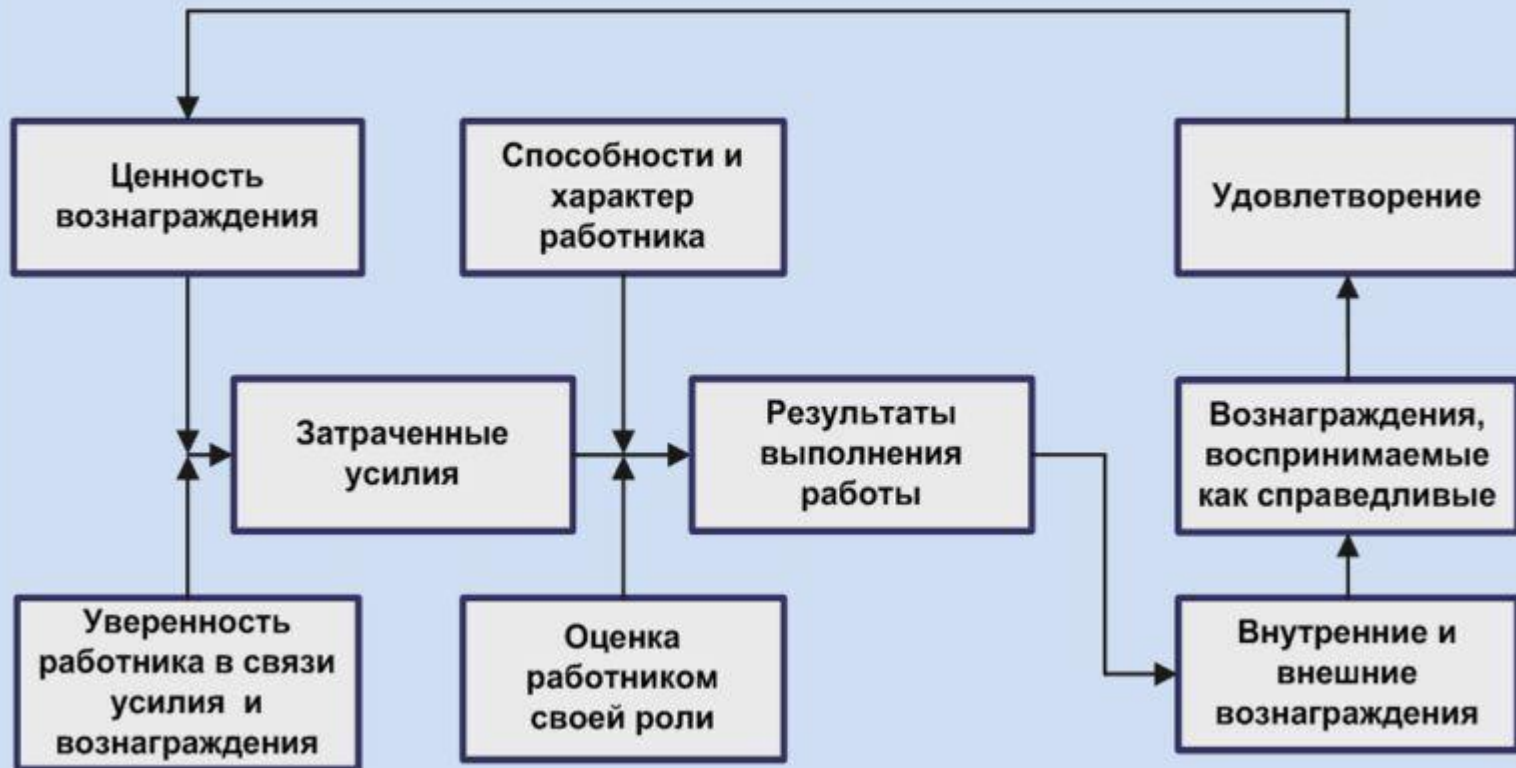 Ценность
вознаграждения
Способности и
характер
работника
Удовлетворение
Затраченные
усилия
Результаты
выполнения
работы
Вознаграждения,
воспринимаемые
как справедливые
Уверенность
работника в связи
усилия и
вознаграждения
Оценка
работником
своей роли
Внутренние и
внешние
вознаграждения